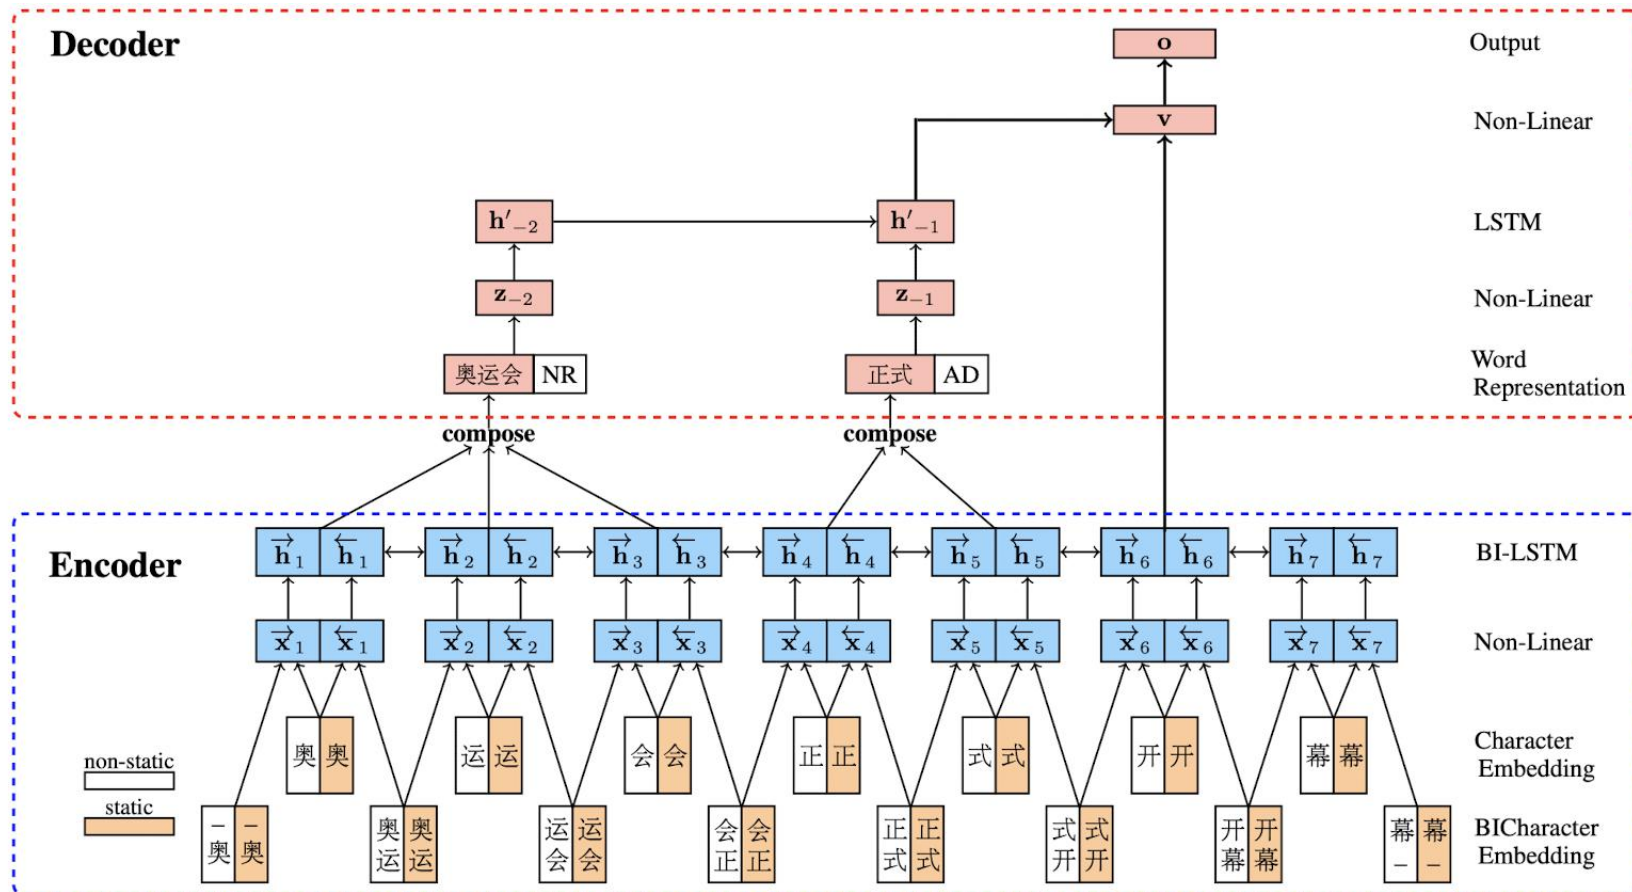 Decoder
o
Output
v
Non-Linear
h′₋₂
h′₋₁
LSTM
z₋₂
z₋₁
Non-Linear
奥运会 NR
正式 AD
Word
Representation
compose
compose
Encoder
→h₁ ←h₁
→h₂ ←h₂
→h₃ ←h₃
→h₄ ←h₄
→h₅ ←h₅
→h₆ ←h₆
→h₇ ←h₇
BI-LSTM
→x₁ ←x₁
→x₂ ←x₂
→x₃ ←x₃
→x₄ ←x₄
→x₅ ←x₅
→x₆ ←x₆
→x₇ ←x₇
Non-Linear
奥 奥
运 运
会 会
正 正
式 式
开 开
幕 幕
Character
Embedding
non-static
static
–奥 –奥
奥运 奥运
运会 运会
会正 会正
正式 正式
式开 式开
开幕 开幕
幕– 幕–
BICharacter
Embedding